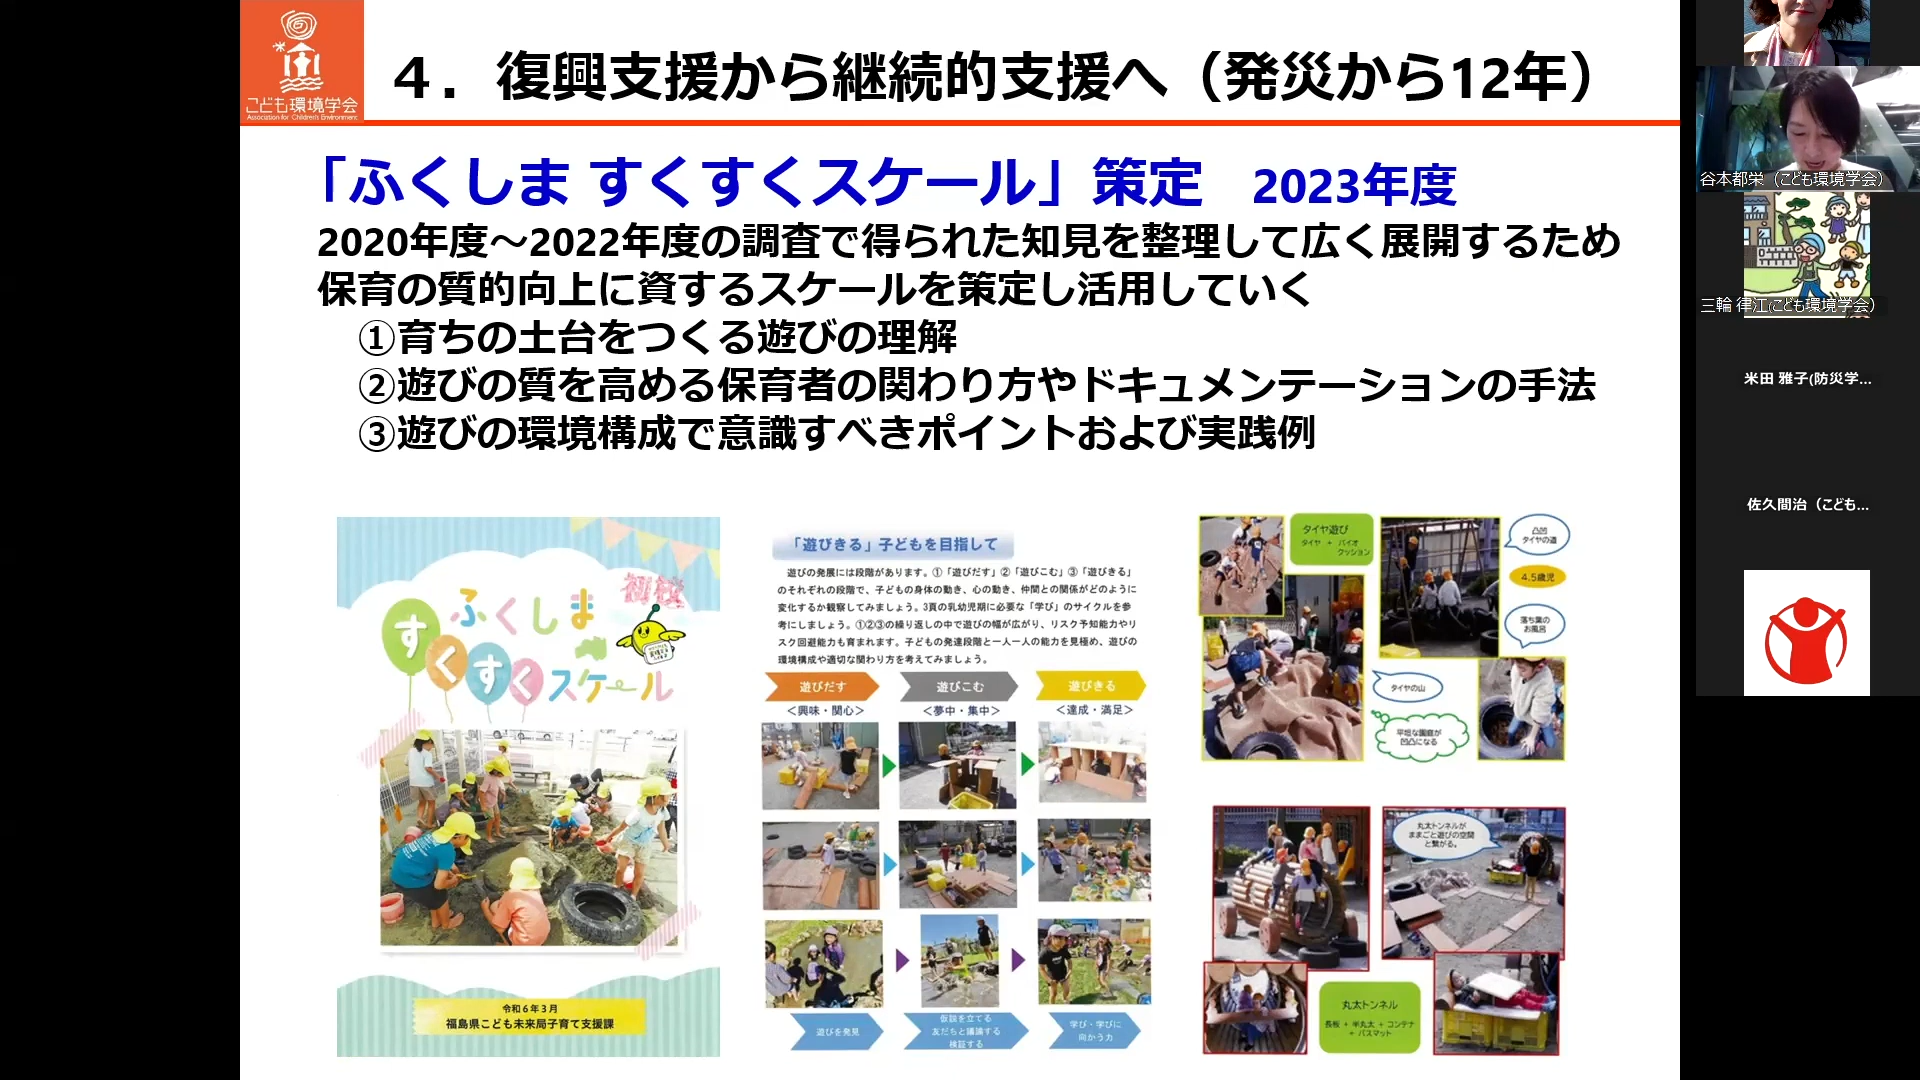 こども環境学会
Association for Children's Environment
４．復興支援から継続的支援へ（発災から12年）
「ふくしま すくすくスケール」策定　2023年度
2020年度～2022年度の調査で得られた知見を整理して広く展開するため
保育の質的向上に資するスケールを策定し活用していく
①育ちの土台をつくる遊びの理解
②遊びの質を高める保育者の関わり方やドキュメンテーションの手法
③遊びの環境構成で意識すべきポイントおよび実践例
初校
ふくしま
すくすくスケール
令和６年３月
福島県こども未来局子育て支援課
「遊びきる」子どもを目指して
遊びの発展には段階があります。①「遊びだす」②「遊びこむ」③「遊びきる」
のそれぞれの段階で、子どもの身体の動き、心の動き、仲間との関係がどのように
変化するか観察してみましょう。3頁の乳幼児期に必要な「学び」のサイクルを参
考にしましょう。①②③の繰り返しの中で遊びの幅が広がり、リスク予知能力やリ
スク回避能力も育まれます。子どもの発達段階と一人一人の能力を見極め、遊びの
環境構成や適切な関わり方を考えてみましょう。
遊びだす
遊びこむ
遊びきる
＜興味・関心＞
＜夢中・集中＞
＜達成・満足＞
遊びを発見
仮説を立てる
友だちと議論する
検証する
学び・学びに
向かう力
タイヤ遊び
タイヤ ＋ バイオ
クッション
凸凹
タイヤの道
4.5歳児
落ち葉の
お風呂
タイヤの山
平坦な園庭が
凹凸になる
丸太トンネルが
ままごと遊びの空間
と繋がる。
丸太トンネル
長板 ＋ 半丸太 ＋ コンテナ
＋ バスマット
谷本都栄（こども環境学会）
三輪 律江(こども環境学会)
米田 雅子(防災学...
佐久間治（こども...